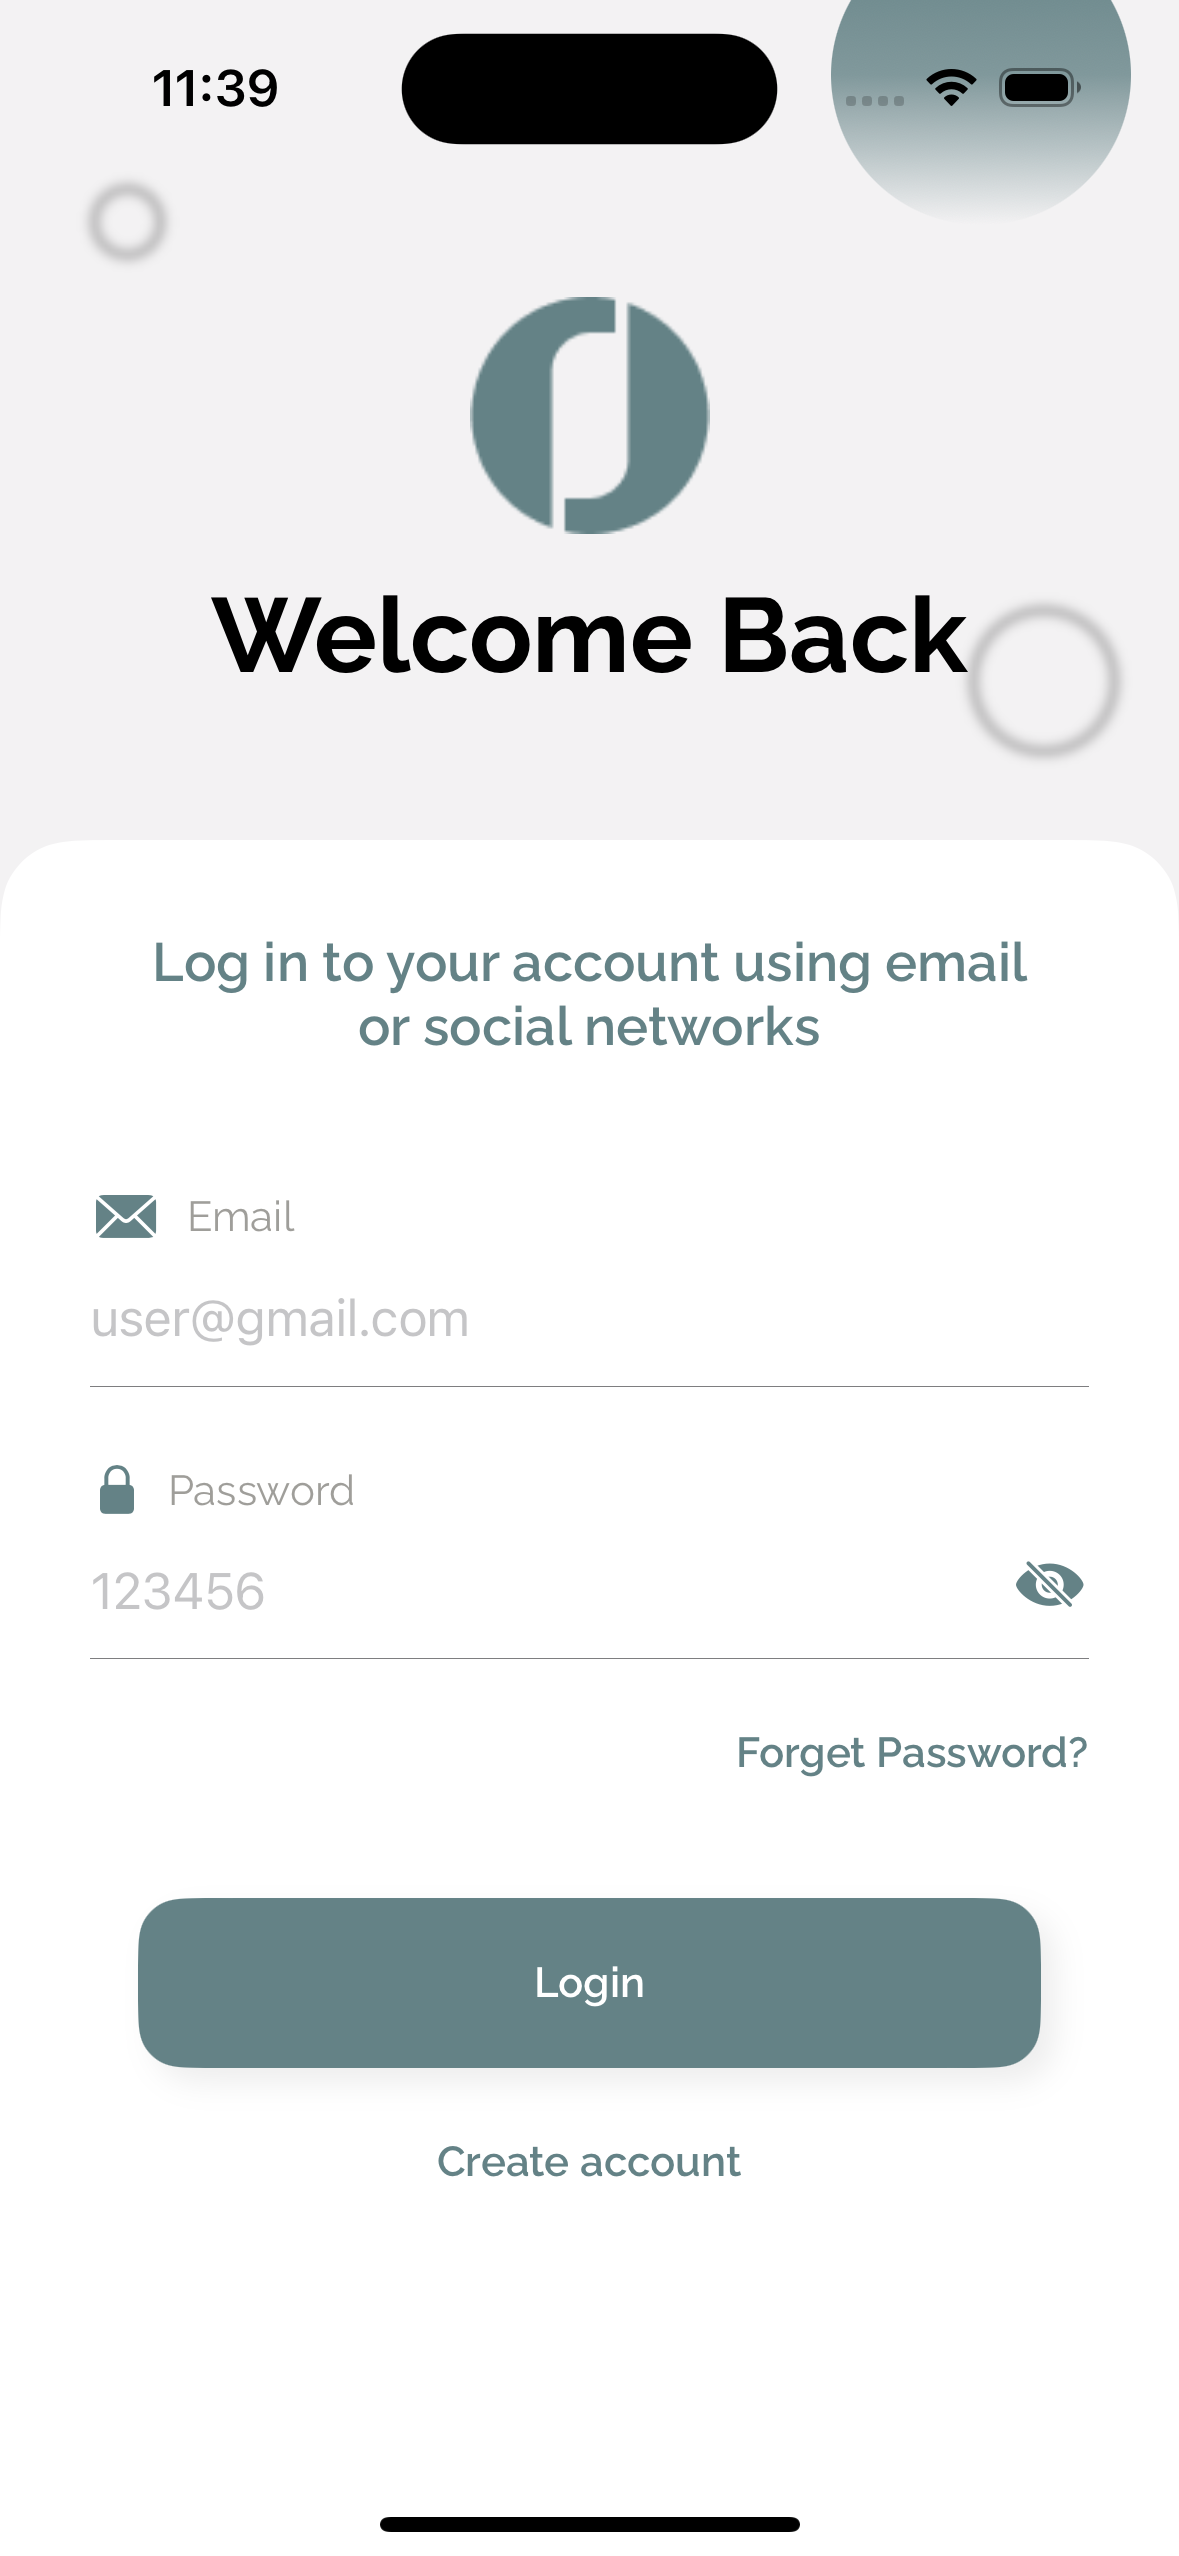 11:39
Welcome Back
Log in to your account using email
or social networks
Email
user@gmail.com
Password
123456
Forget Password?
Login
Create account